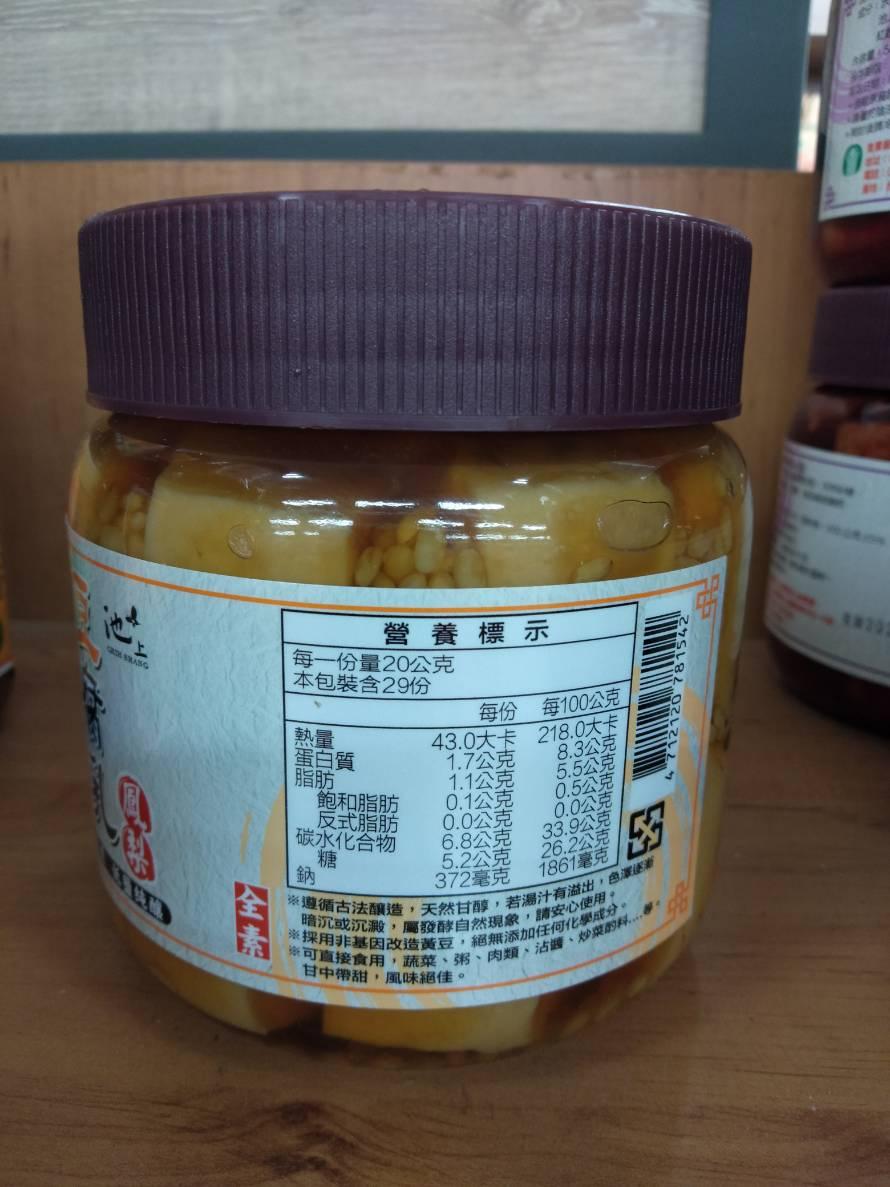 池上
CHIH SHANG
豆腐乳
鳳梨
全素
營養標示
每一份量20公克
本包裝含29份
每份 每100公克
熱量 43.0大卡 218.0大卡
蛋白質 1.7公克 8.3公克
脂肪 1.1公克 5.5公克
飽和脂肪 0.1公克 0.5公克
反式脂肪 0.0公克 0.0公克
碳水化合物 6.8公克 33.9公克
糖 5.2公克 26.2公克
鈉 372毫克 1861毫克
※遵循古法釀造，天然甘醇，若湯汁有溢出，色澤逐漸
暗沉或沉澱，屬發酵自然現象，請安心使用。
※採用非基因改造黃豆，絕無添加任何化學成分。
※可直接食用，蔬菜、粥、肉類、沾醬、炒菜酌料....等。
甘中帶甜，風味絕佳。
4 712120 781542